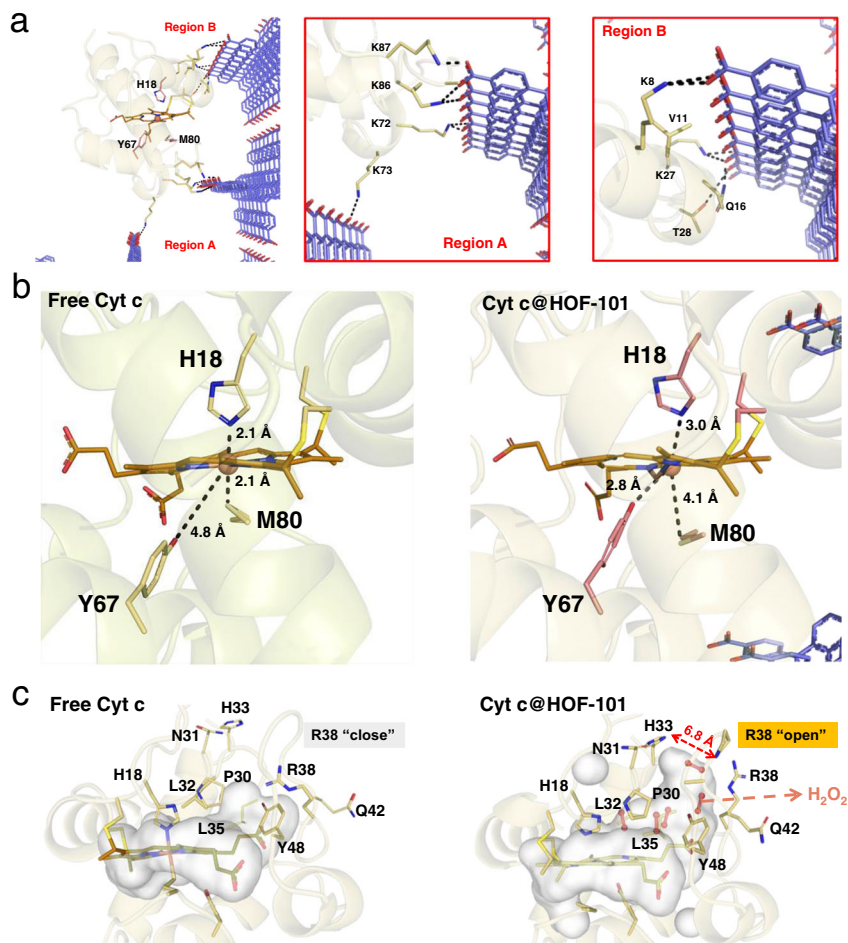 a
Region B
H18
Y67
M80
Region A
K87
K86
K72
K73
Region A
Region B
K8
V11
K27
Q16
T28
b
Free Cyt c
H18
2.1 Å
2.1 Å
M80
4.8 Å
Y67
Cyt c@HOF-101
H18
3.0 Å
2.8 Å
4.1 Å
M80
Y67
c
Free Cyt c
H33
N31
R38 “close”
H18
L32
P30
R38
Q42
L35
Y48
Cyt c@HOF-101
H33
6.8 Å
R38 “open”
N31
H18
P30
R38
L32
H₂O₂
L35
Q42
Y48